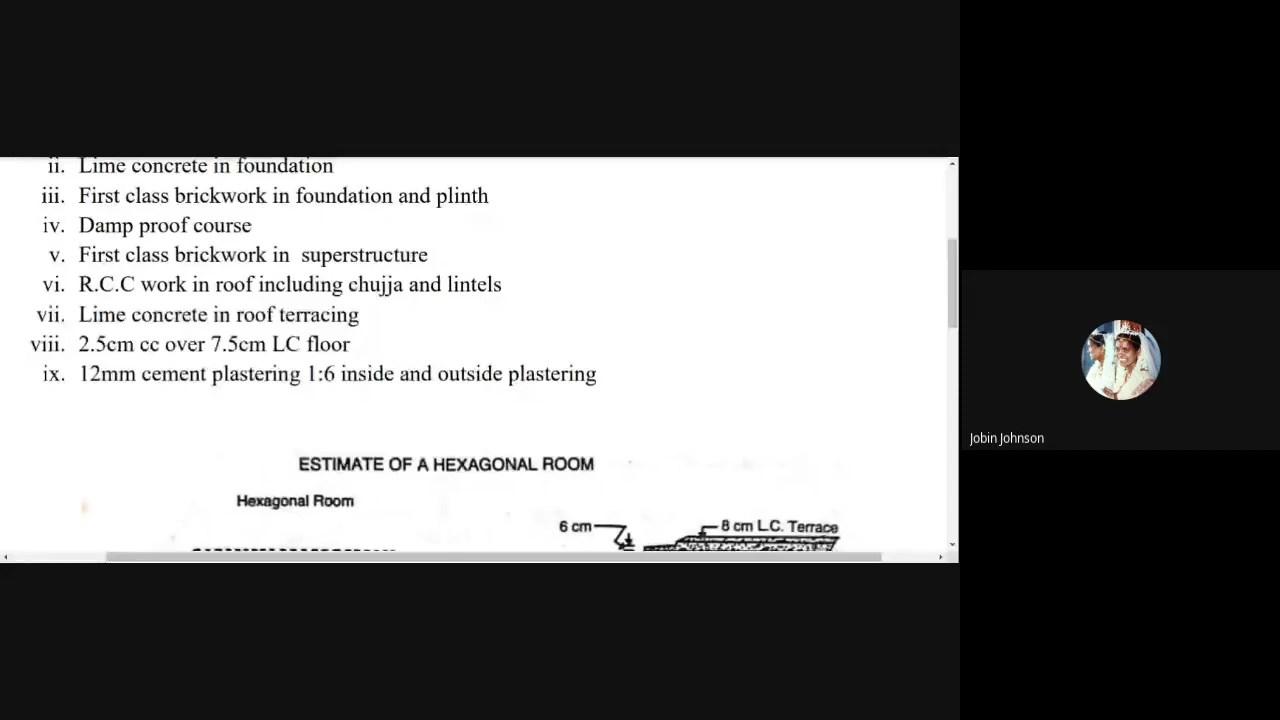 ii. Lime concrete in foundation
iii. First class brickwork in foundation and plinth
iv. Damp proof course
v. First class brickwork in superstructure
vi. R.C.C work in roof including chujja and lintels
vii. Lime concrete in roof terracing
viii. 2.5cm cc over 7.5cm LC floor
ix. 12mm cement plastering 1:6 inside and outside plastering
ESTIMATE OF A HEXAGONAL ROOM
Hexagonal Room
6 cm
8 cm L.C. Terrace
Jobin Johnson